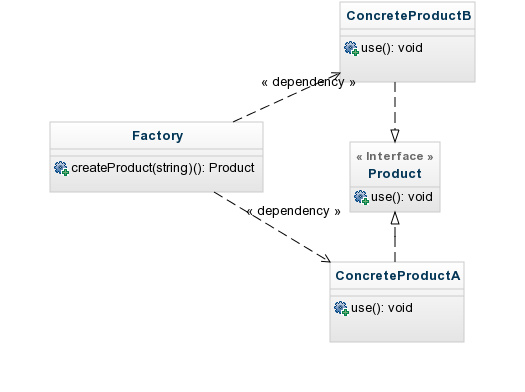 ConcreteProductB
use(): void
« dependency »
Factory
createProduct(string)(): Product
« Interface »
Product
use(): void
« dependency »
ConcreteProductA
use(): void